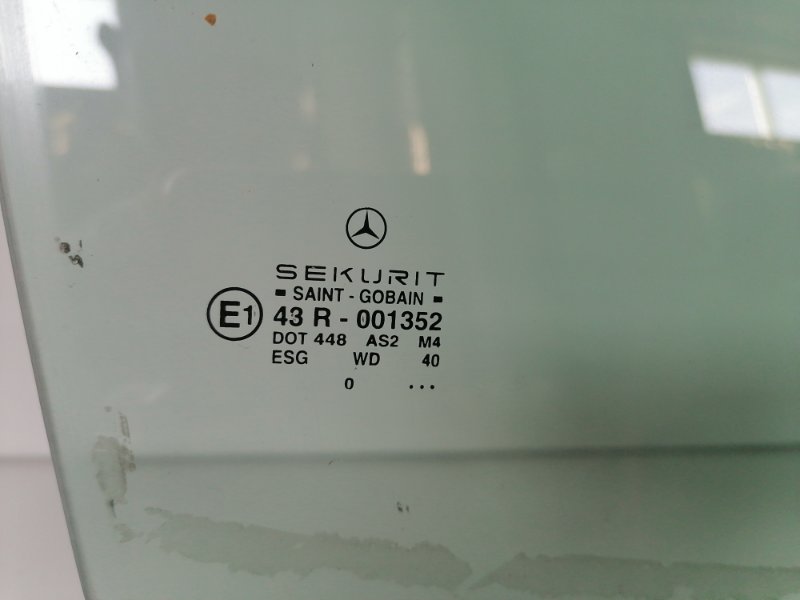 SEKURIT
SAINT - GOBAIN
E1 43 R - 001352
DOT 448 AS2 M4
ESG WD 40
0 ...